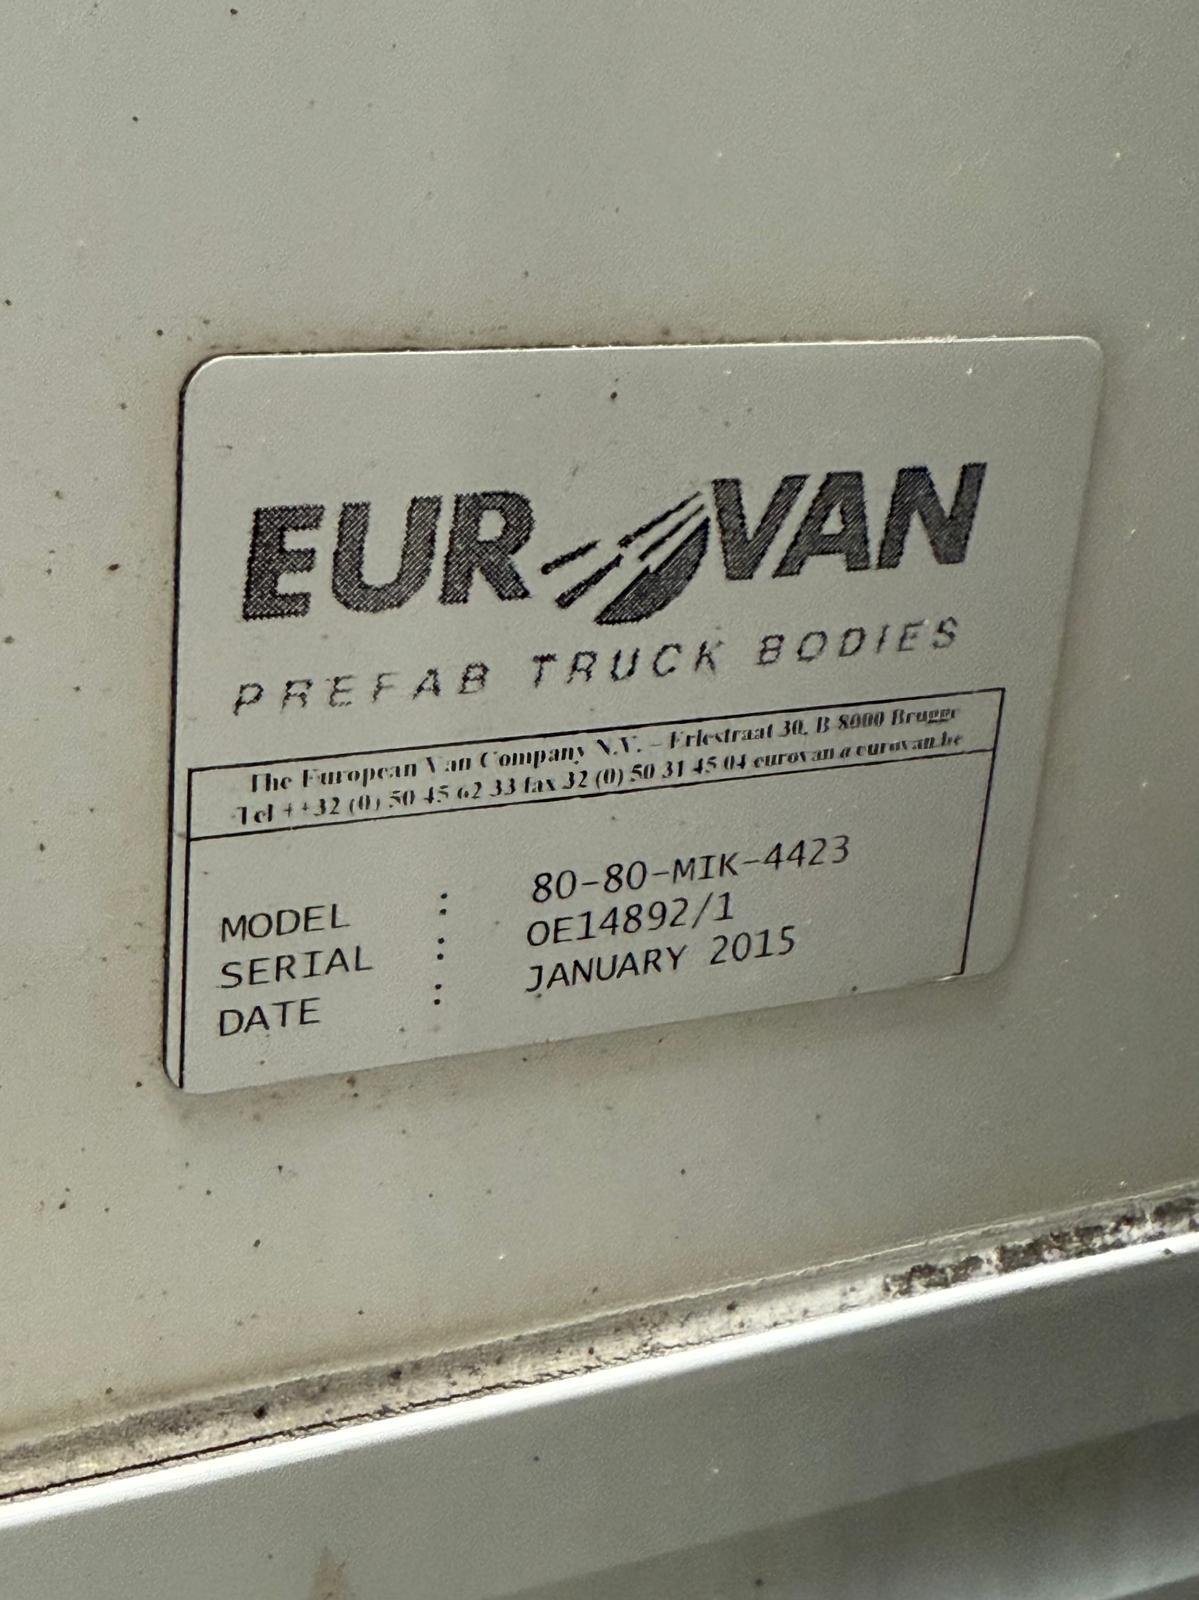 EUROVAN
PREFAB TRUCK BODIES
The European Van Company N.V. – Eriestraat 30, B-8000 Brugge
Tel ++32 (0) 50 45 62 33 fax 32 (0) 50 31 45 04 eurovan@eurovan.be
MODEL : 80-80-MIK-4423
SERIAL : OE14892/1
DATE : JANUARY 2015